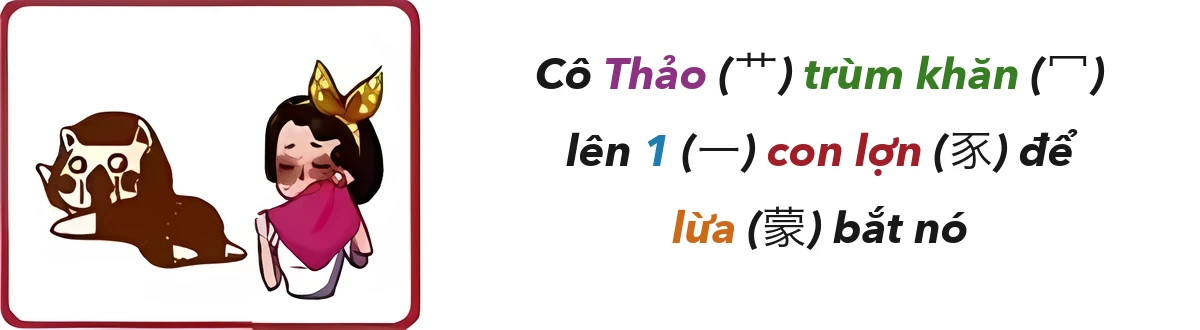 Cô Thảo (艹) trùm khăn (冖)
lên 1 (一) con lợn (豕) để
lừa (蒙) bắt nó